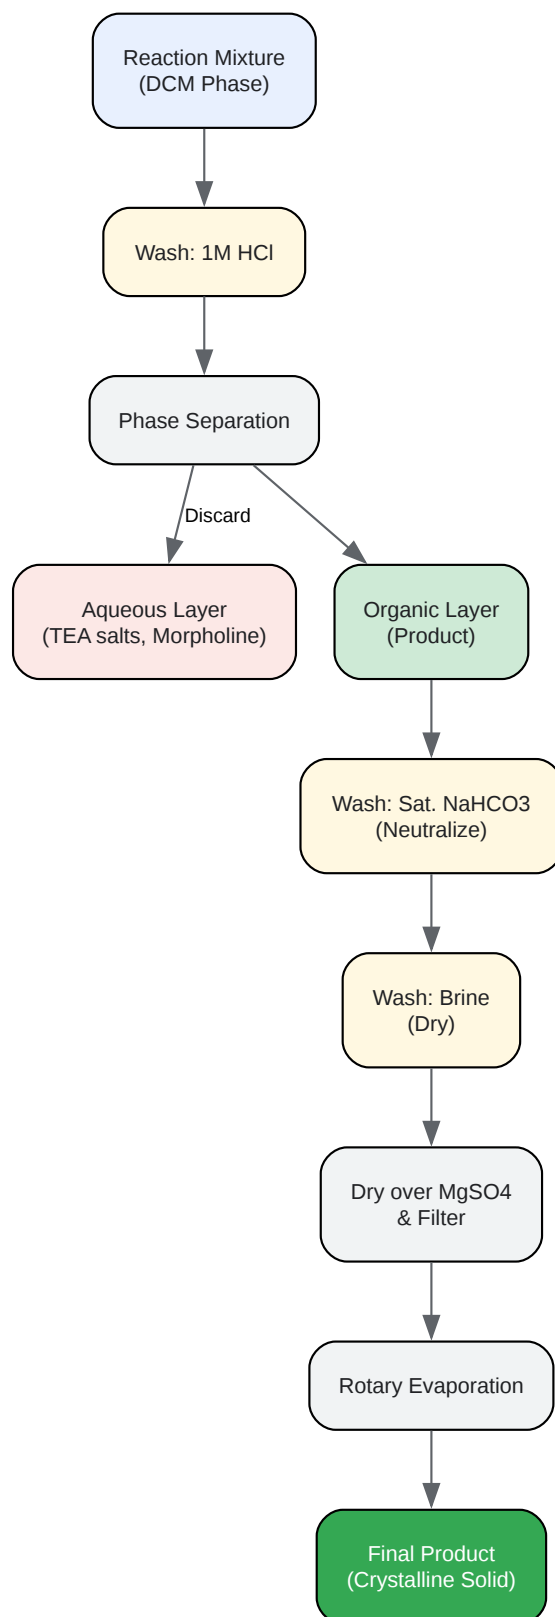 Reaction Mixture
(DCM Phase)
Wash: 1M HCl
Phase Separation
Discard
Aqueous Layer
(TEA salts, Morpholine)
Organic Layer
(Product)
Wash: Sat. NaHCO3
(Neutralize)
Wash: Brine
(Dry)
Dry over MgSO4
& Filter
Rotary Evaporation
Final Product
(Crystalline Solid)